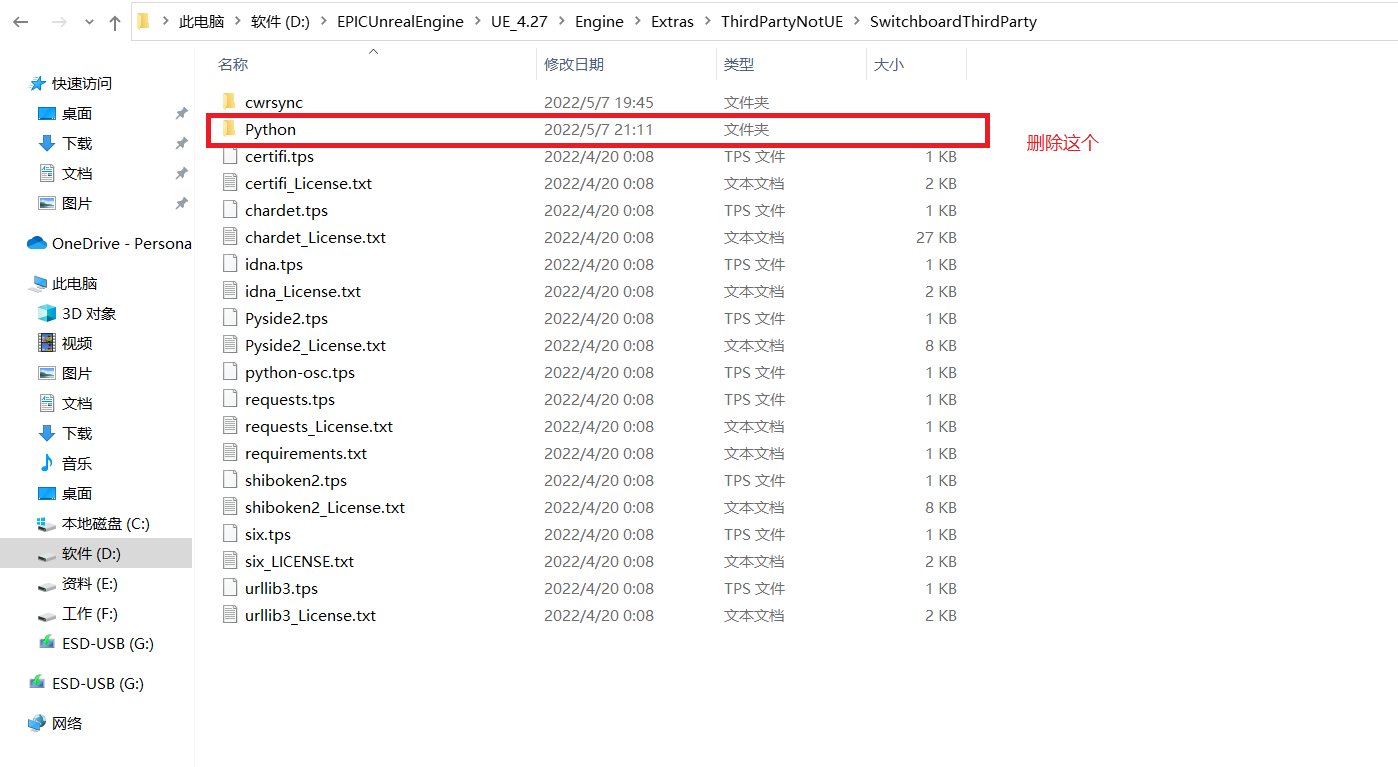 此电脑 > 软件 (D:) > EPICUnrealEngine > UE_4.27 > Engine > Extras > ThirdPartyNotUE > SwitchboardThirdParty
快速访问
桌面
下载
文档
图片
OneDrive - Persona
此电脑
3D 对象
视频
图片
文档
下载
音乐
桌面
本地磁盘 (C:)
软件 (D:)
资料 (E:)
工作 (F:)
ESD-USB (G:)
ESD-USB (G:)
网络
名称 修改日期 类型 大小
cwrsync 2022/5/7 19:45 文件夹
Python 2022/5/7 21:11 文件夹
删除这个
certifi.tps 2022/4/20 0:08 TPS 文件 1 KB
certifi_License.txt 2022/4/20 0:08 文本文档 2 KB
chardet.tps 2022/4/20 0:08 TPS 文件 1 KB
chardet_License.txt 2022/4/20 0:08 文本文档 27 KB
idna.tps 2022/4/20 0:08 TPS 文件 1 KB
idna_License.txt 2022/4/20 0:08 文本文档 2 KB
Pyside2.tps 2022/4/20 0:08 TPS 文件 1 KB
Pyside2_License.txt 2022/4/20 0:08 文本文档 8 KB
python-osc.tps 2022/4/20 0:08 TPS 文件 1 KB
requests.tps 2022/4/20 0:08 TPS 文件 1 KB
requests_License.txt 2022/4/20 0:08 文本文档 1 KB
requirements.txt 2022/4/20 0:08 文本文档 1 KB
shiboken2.tps 2022/4/20 0:08 TPS 文件 1 KB
shiboken2_License.txt 2022/4/20 0:08 文本文档 8 KB
six.tps 2022/4/20 0:08 TPS 文件 1 KB
six_LICENSE.txt 2022/4/20 0:08 文本文档 2 KB
urllib3.tps 2022/4/20 0:08 TPS 文件 1 KB
urllib3_License.txt 2022/4/20 0:08 文本文档 2 KB